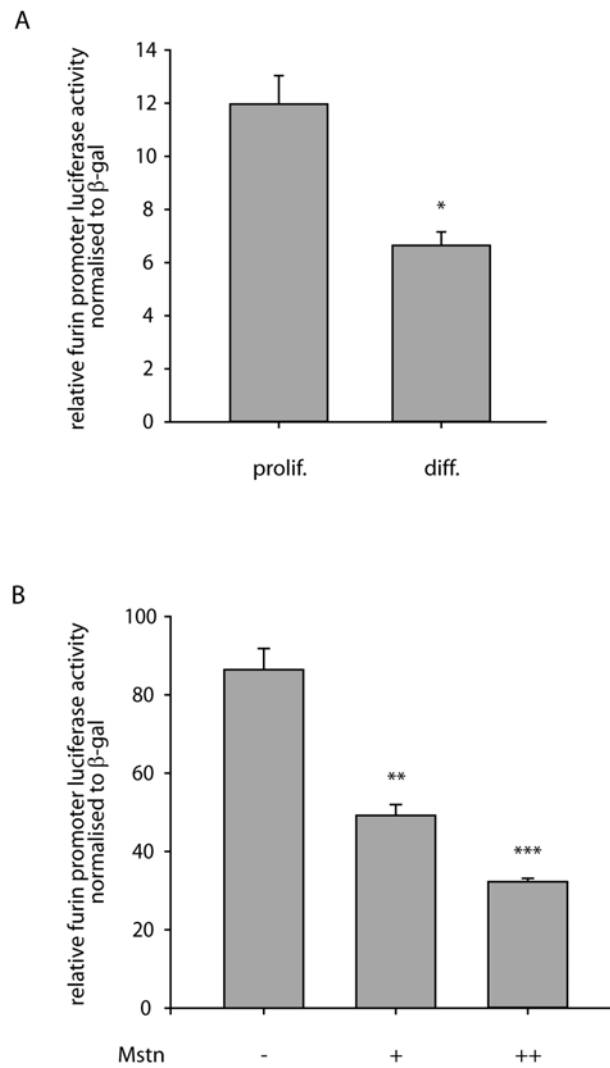 A
relative furin promoter luciferase activity
normalised to β-gal
14
12
10
8
6
4
2
0
*
prolif. diff.
B
relative furin promoter luciferase activity
normalised to β-gal
100
80
60
40
20
0
**
***
Mstn - + ++